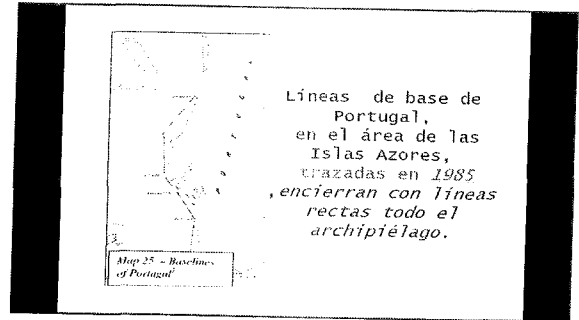 Líneas de base de
Portugal,
en el área de las
Islas Azores,
trazadas en 1985
,encierran con líneas
rectas todo el
archipiélago.
Map 25 – Baselines
of Portugal